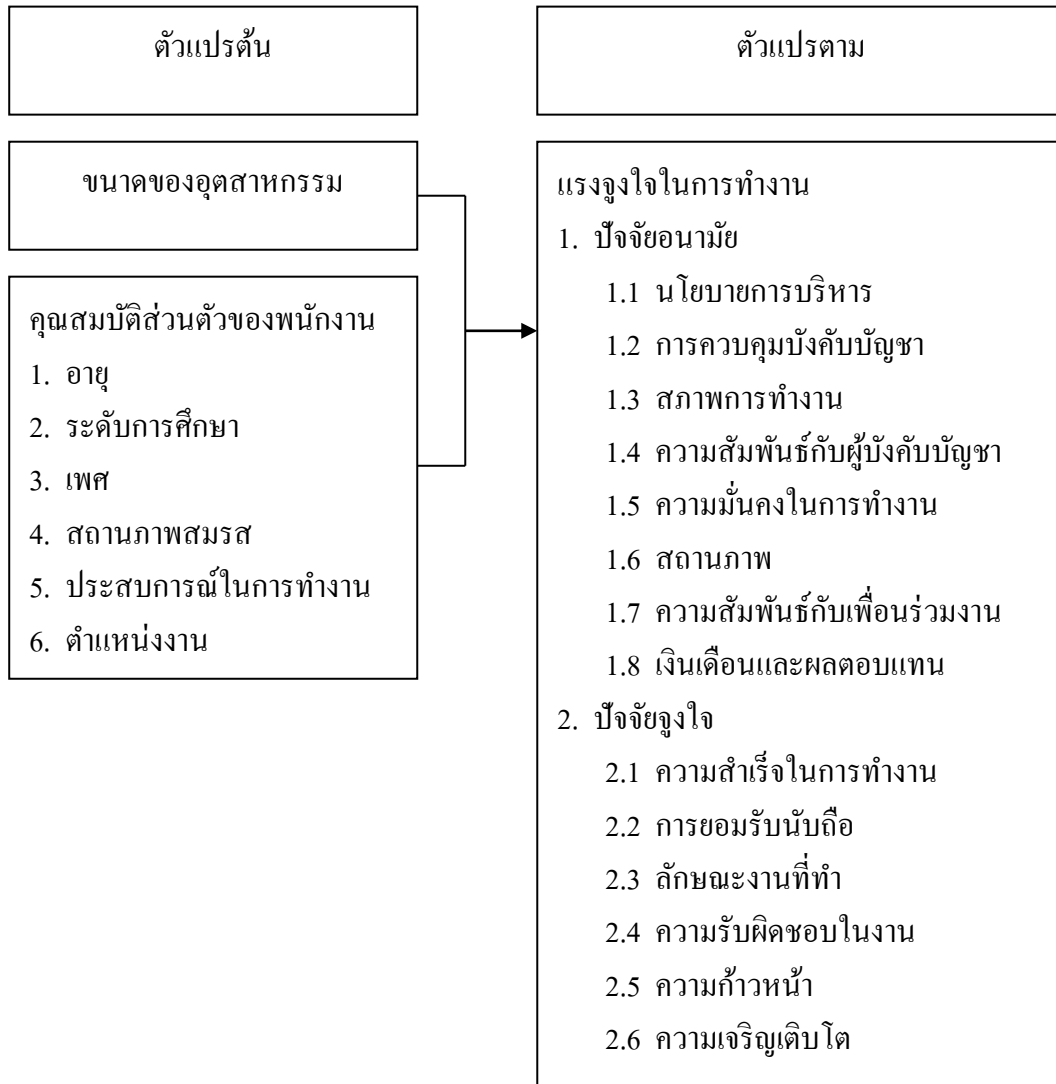 ตัวแปรต้น
ตัวแปรตาม
ขนาดของอุตสาหกรรม
คุณสมบัติส่วนตัวของพนักงาน
1. อายุ
2. ระดับการศึกษา
3. เพศ
4. สถานภาพสมรส
5. ประสบการณ์ในการทำงาน
6. ตำแหน่งงาน
แรงจูงใจในการทำงาน
1. ปัจจัยอนามัย
1.1 นโยบายการบริหาร
1.2 การควบคุมบังคับบัญชา
1.3 สภาพการทำงาน
1.4 ความสัมพันธ์กับผู้บังคับบัญชา
1.5 ความมั่นคงในการทำงาน
1.6 สถานภาพ
1.7 ความสัมพันธ์กับเพื่อนร่วมงาน
1.8 เงินเดือนและผลตอบแทน
2. ปัจจัยจูงใจ
2.1 ความสำเร็จในการทำงาน
2.2 การยอมรับนับถือ
2.3 ลักษณะงานที่ทำ
2.4 ความรับผิดชอบในงาน
2.5 ความก้าวหน้า
2.6 ความเจริญเติบโต